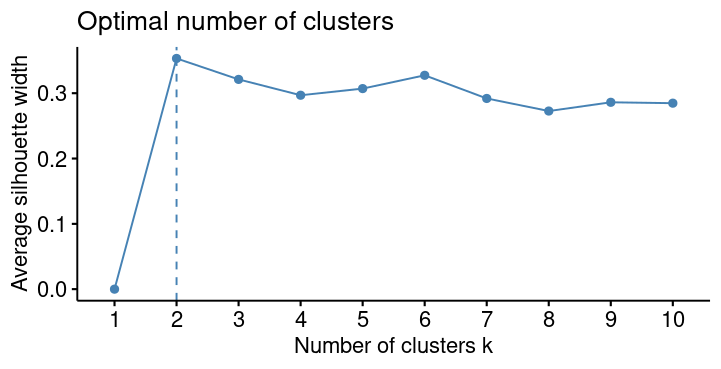 Optimal number of clusters
Average silhouette width
0.3
0.2
0.1
0.0
1 2 3 4 5 6 7 8 9 10
Number of clusters k